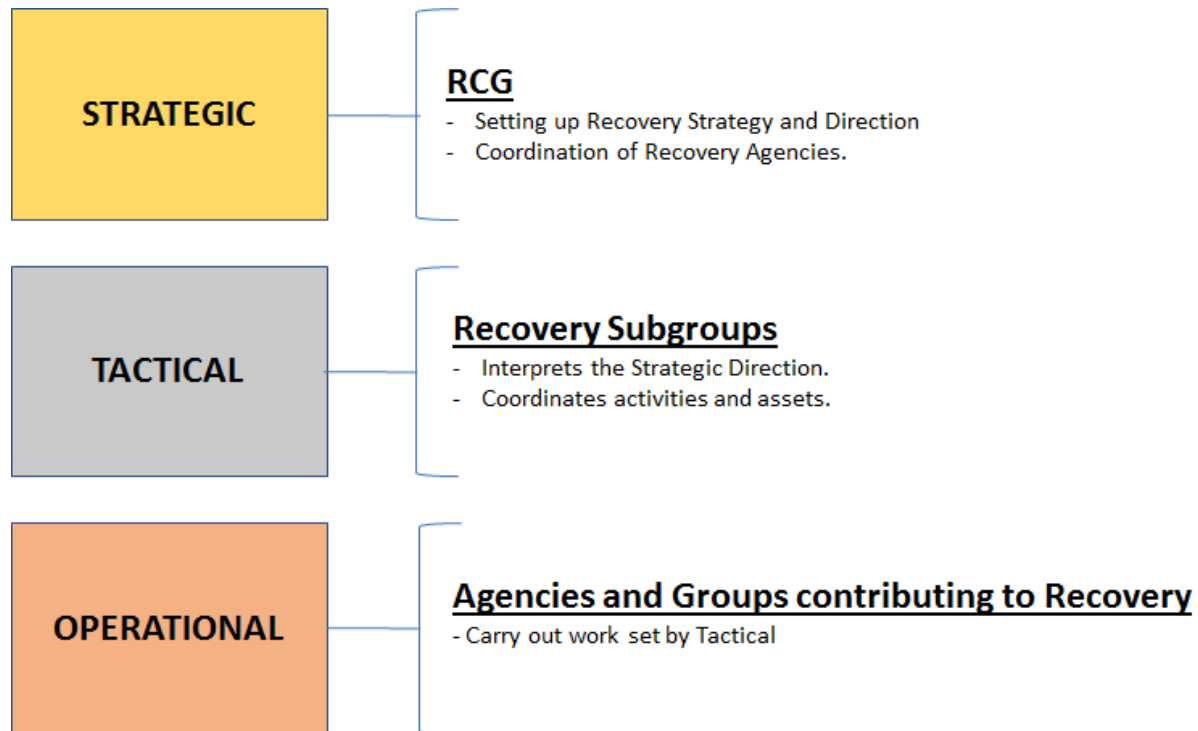 STRATEGIC
RCG
- Setting up Recovery Strategy and Direction
- Coordination of Recovery Agencies.
TACTICAL
Recovery Subgroups
- Interprets the Strategic Direction.
- Coordinates activities and assets.
OPERATIONAL
Agencies and Groups contributing to Recovery
- Carry out work set by Tactical